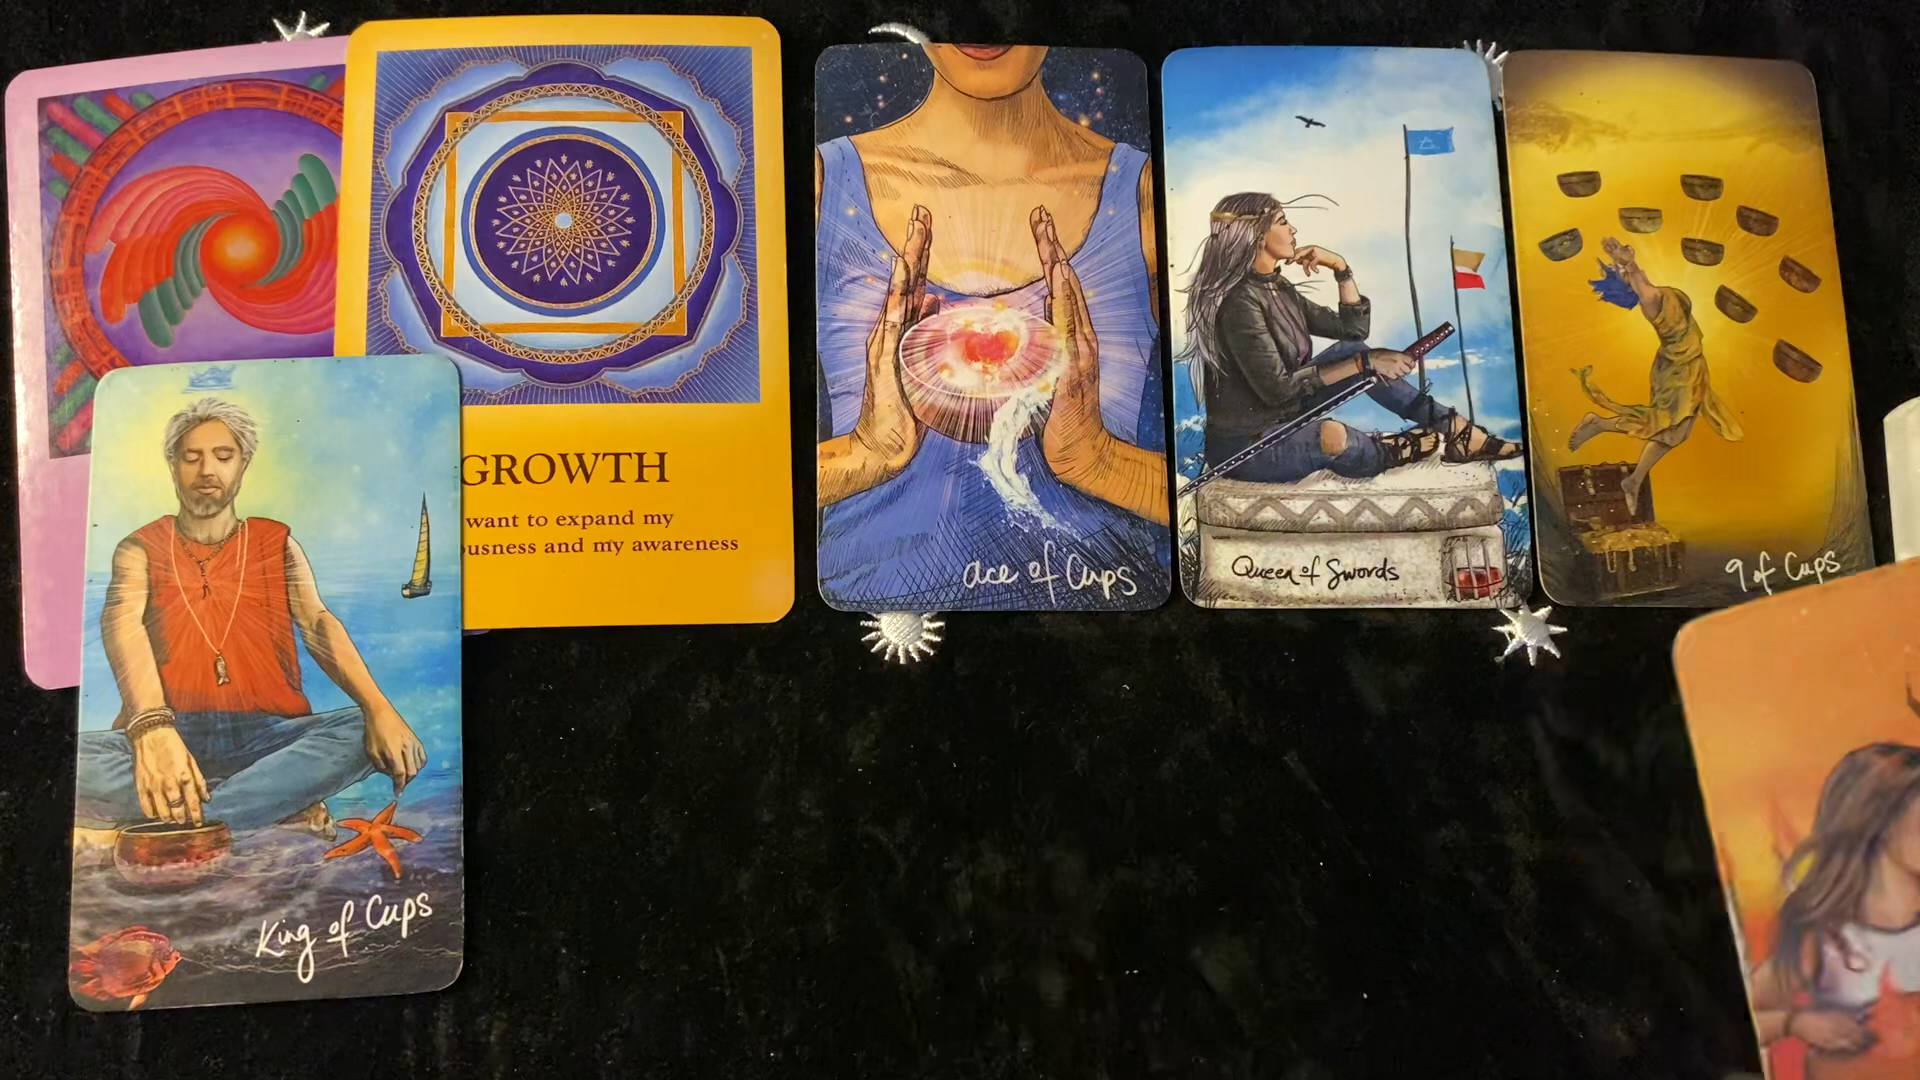 GROWTH
want to expand my
ousness and my awareness
King of Cups
ace of Cups
Queen of Swords
9 of Cups